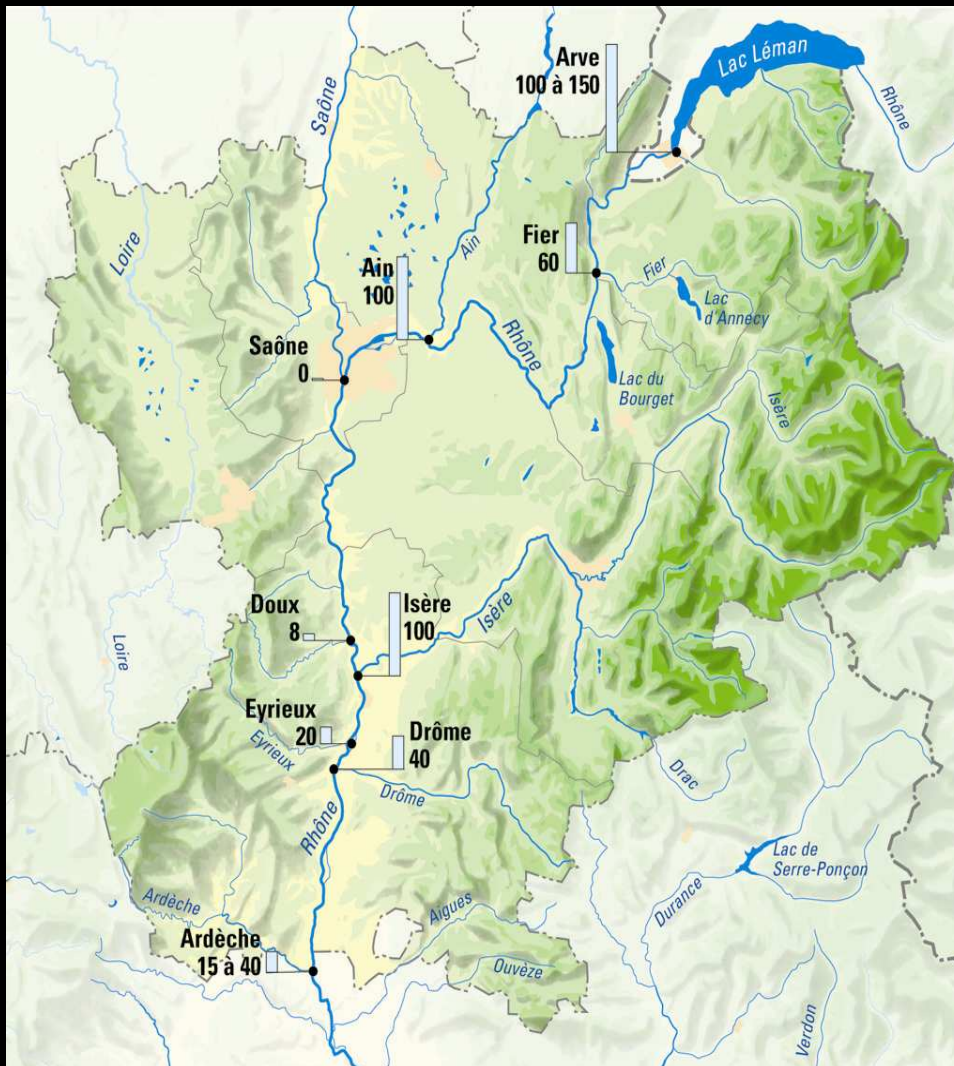 Arve
100 à 150
Lac Léman
Rhône
Saône
Loire
Ain
Fier
60
Fier
Ain
100
Lac
d'Annecy
Rhône
Saône
0
Lac du
Bourget
Isère
Doux
8
Isère
100
Isère
Loire
Eyrieux
20
Eyrieux
Drôme
40
Drôme
Drac
Rhône
Lac de
Serre-Ponçon
Ardèche
Aigues
Durance
Ardèche
15 à 40
Ouvèze
Verdon